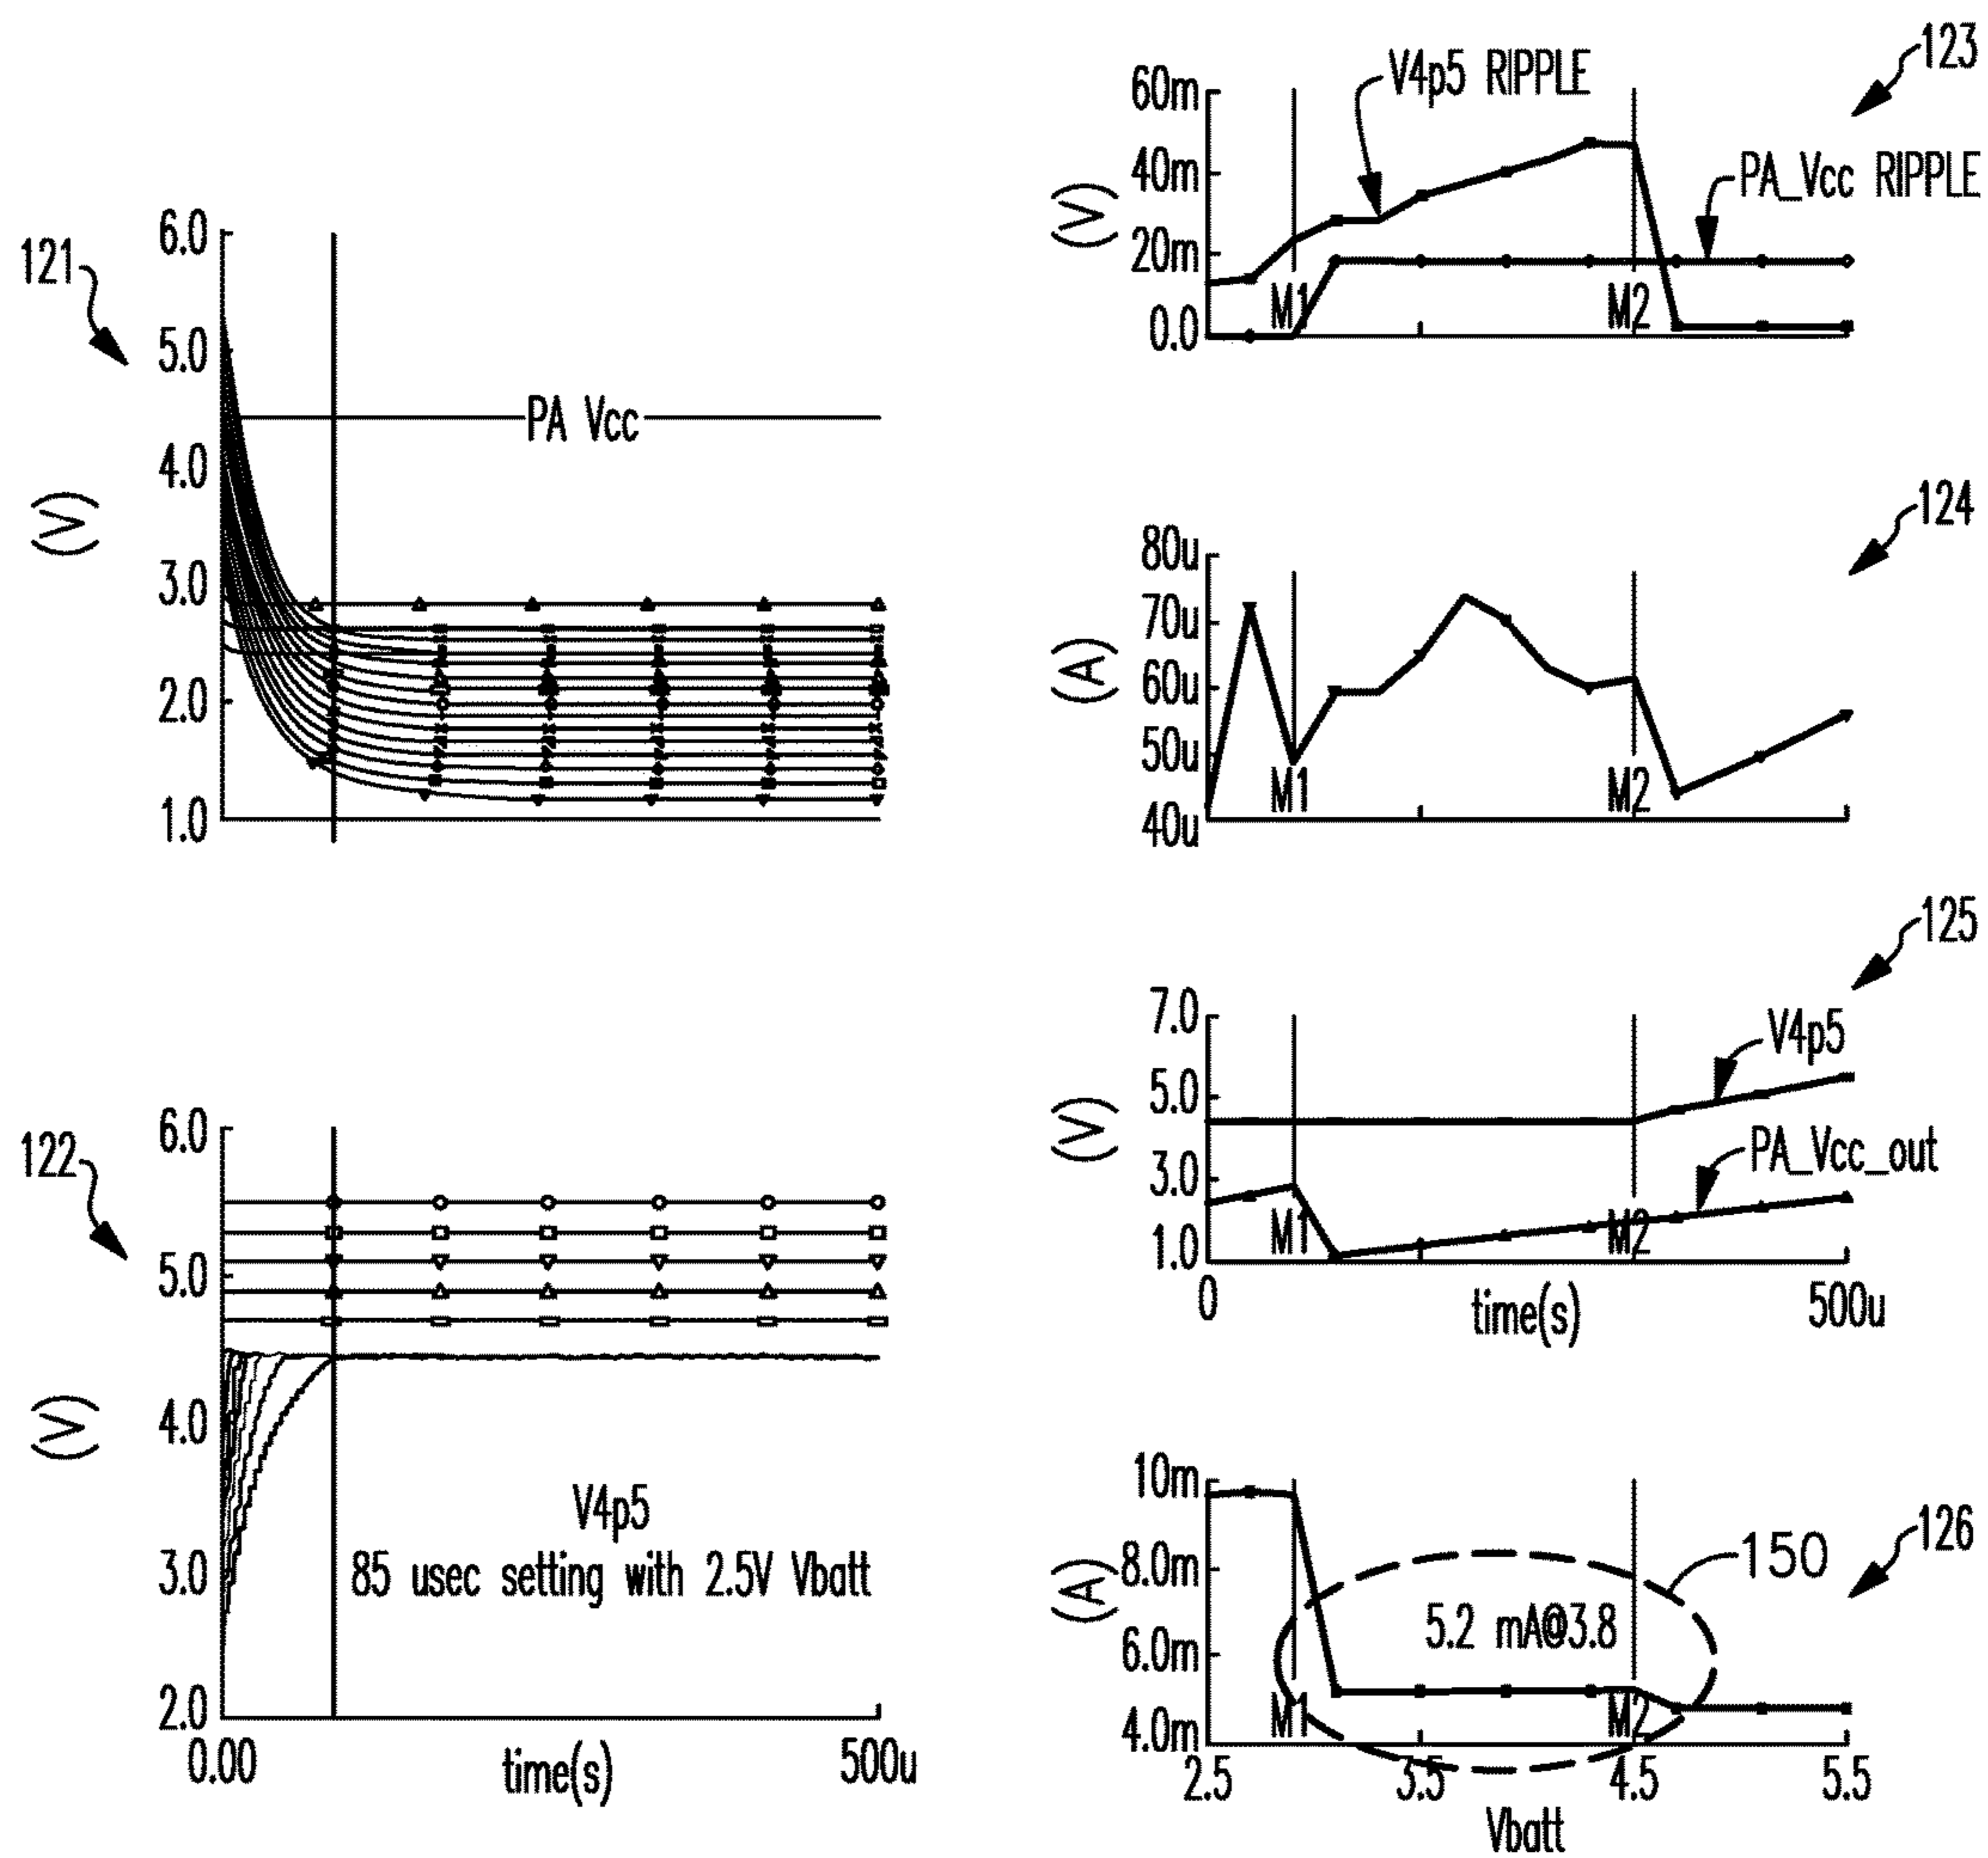 121
6.0
5.0
4.0
3.0
2.0
1.0
(V)
PA Vcc
122
6.0
5.0
4.0
3.0
2.0
(V)
V4p5
85 usec setting with 2.5V Vbatt
0.00
time(s)
500u
123
V4p5 RIPPLE
PA_Vcc RIPPLE
60m
40m
20m
0.0
(V)
M1
M2
124
80u
70u
60u
50u
40u
(A)
M1
M2
125
7.0
5.0
3.0
1.0
(V)
V4p5
PA_Vcc_out
M1
M2
0
time(s)
500u
126
150
10m
8.0m
6.0m
4.0m
(A)
5.2 mA@3.8
M1
M2
2.5
3.5
4.5
5.5
Vbatt